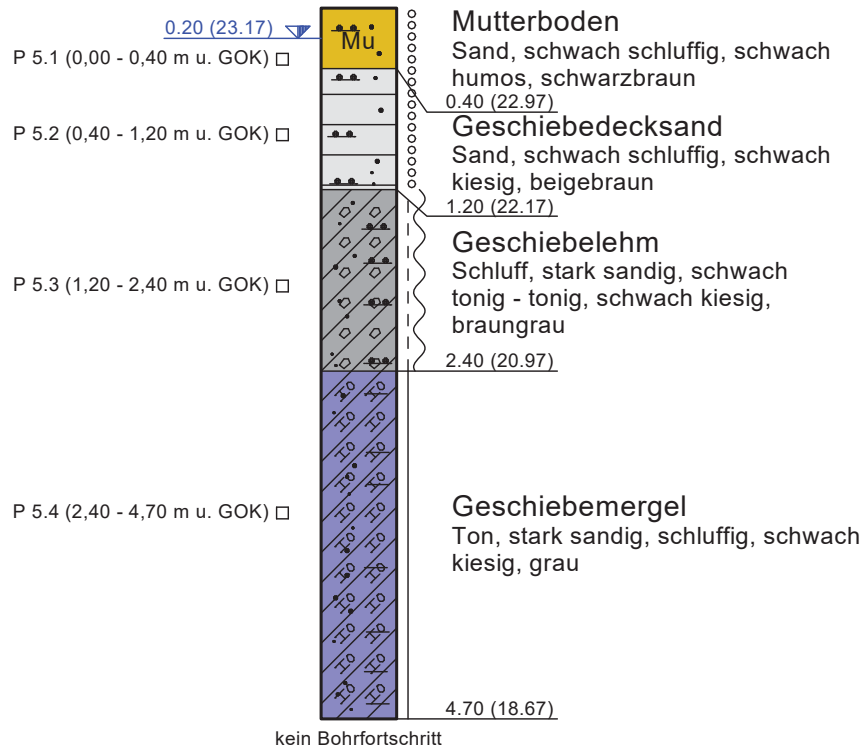 0.20 (23.17)
Mu
P 5.1 (0,00 - 0,40 m u. GOK)
Mutterboden
Sand, schwach schluffig, schwach
humos, schwarzbraun
0.40 (22.97)
P 5.2 (0,40 - 1,20 m u. GOK)
Geschiebedecksand
Sand, schwach schluffig, schwach
kiesig, beigebraun
1.20 (22.17)
P 5.3 (1,20 - 2,40 m u. GOK)
Geschiebelehm
Schluff, stark sandig, schwach
tonig - tonig, schwach kiesig,
braungrau
2.40 (20.97)
P 5.4 (2,40 - 4,70 m u. GOK)
Geschiebemergel
Ton, stark sandig, schluffig, schwach
kiesig, grau
4.70 (18.67)
kein Bohrfortschritt